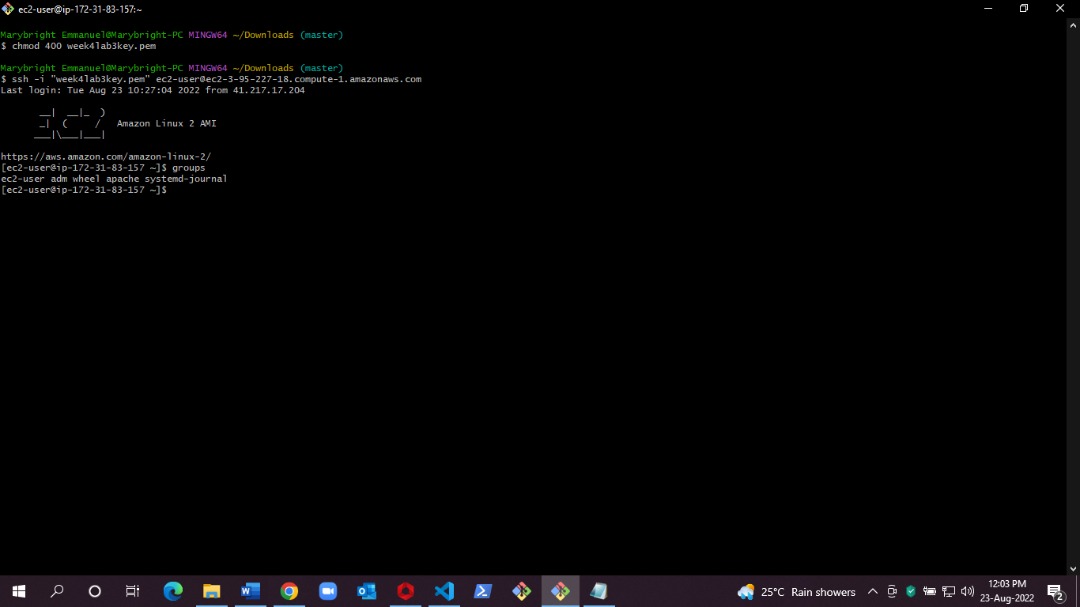 ec2-user@ip-172-31-83-157:~
Marybright Emmanuel@Marybright-PC MINGW64 ~/Downloads (master)
$ chmod 400 week4lab3key.pem
Marybright Emmanuel@Marybright-PC MINGW64 ~/Downloads (master)
$ ssh -i "week4lab3key.pem" ec2-user@ec2-3-95-227-18.compute-1.amazonaws.com
Last login: Tue Aug 23 10:27:04 2022 from 41.217.17.204
__|  __|_  )
_|  (     /   Amazon Linux 2 AMI
___|\___|___|
https://aws.amazon.com/amazon-linux-2/
[ec2-user@ip-172-31-83-157 ~]$ groups
ec2-user adm wheel apache systemd-journal
[ec2-user@ip-172-31-83-157 ~]$
25°C Rain showers
12:03 PM
23-Aug-2022
2